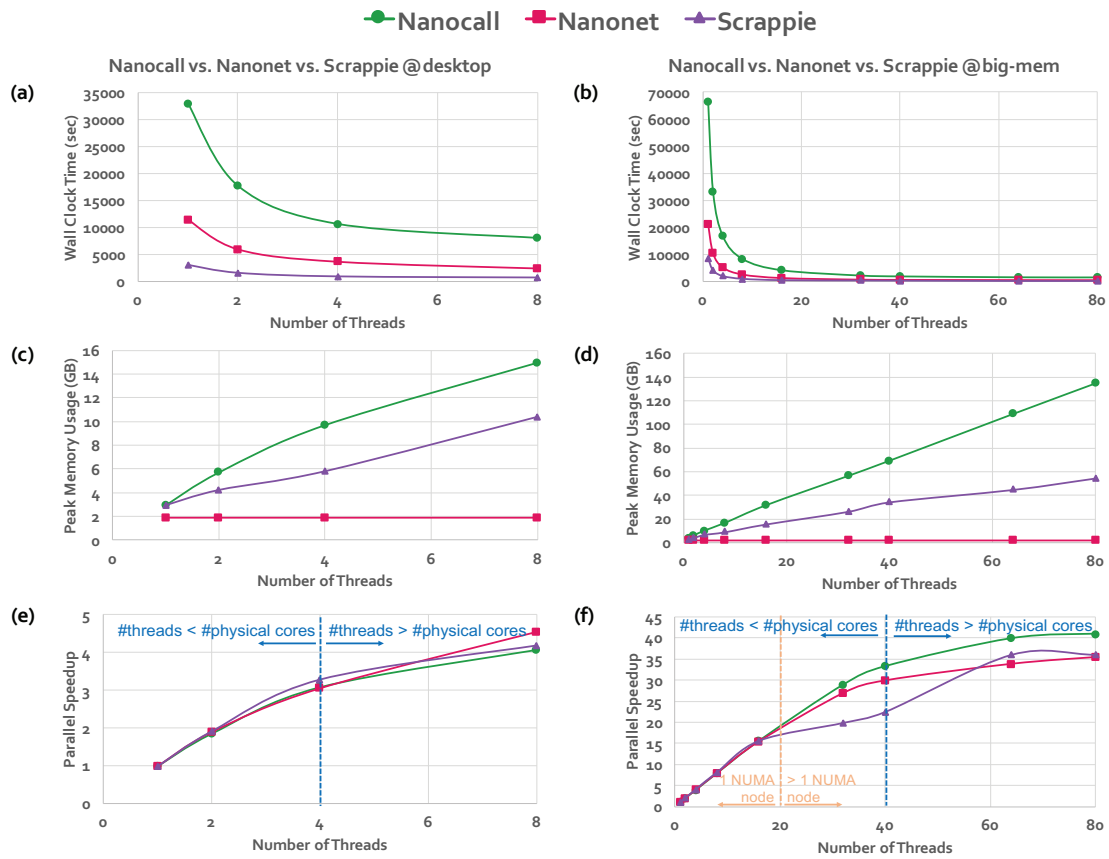 Nanocall Nanonet Scrappie
Nanocall vs. Nanonet vs. Scrappie @desktop
(a)
35000
30000
25000
20000
15000
10000
5000
0
Wall Clock Time (sec)
0 2 4 6 8
Number of Threads
Nanocall vs. Nanonet vs. Scrappie @big-mem
(b)
70000
60000
50000
40000
30000
20000
10000
0
Wall Clock Time (sec)
0 20 40 60 80
Number of Threads
(c)
16
14
12
10
8
6
4
2
0
Peak Memory Usage (GB)
0 2 4 6 8
Number of Threads
(d)
160
140
120
100
80
60
40
20
0
Peak Memory Usage (GB)
0 20 40 60 80
Number of Threads
(e)
5
4
3
2
1
0
Parallel Speedup
#threads < #physical cores
#threads > #physical cores
0 2 4 6 8
Number of Threads
(f)
45
40
35
30
25
20
15
10
5
0
Parallel Speedup
#threads < #physical cores
#threads > #physical cores
1 NUMA
node
> 1 NUMA
node
0 20 40 60 80
Number of Threads